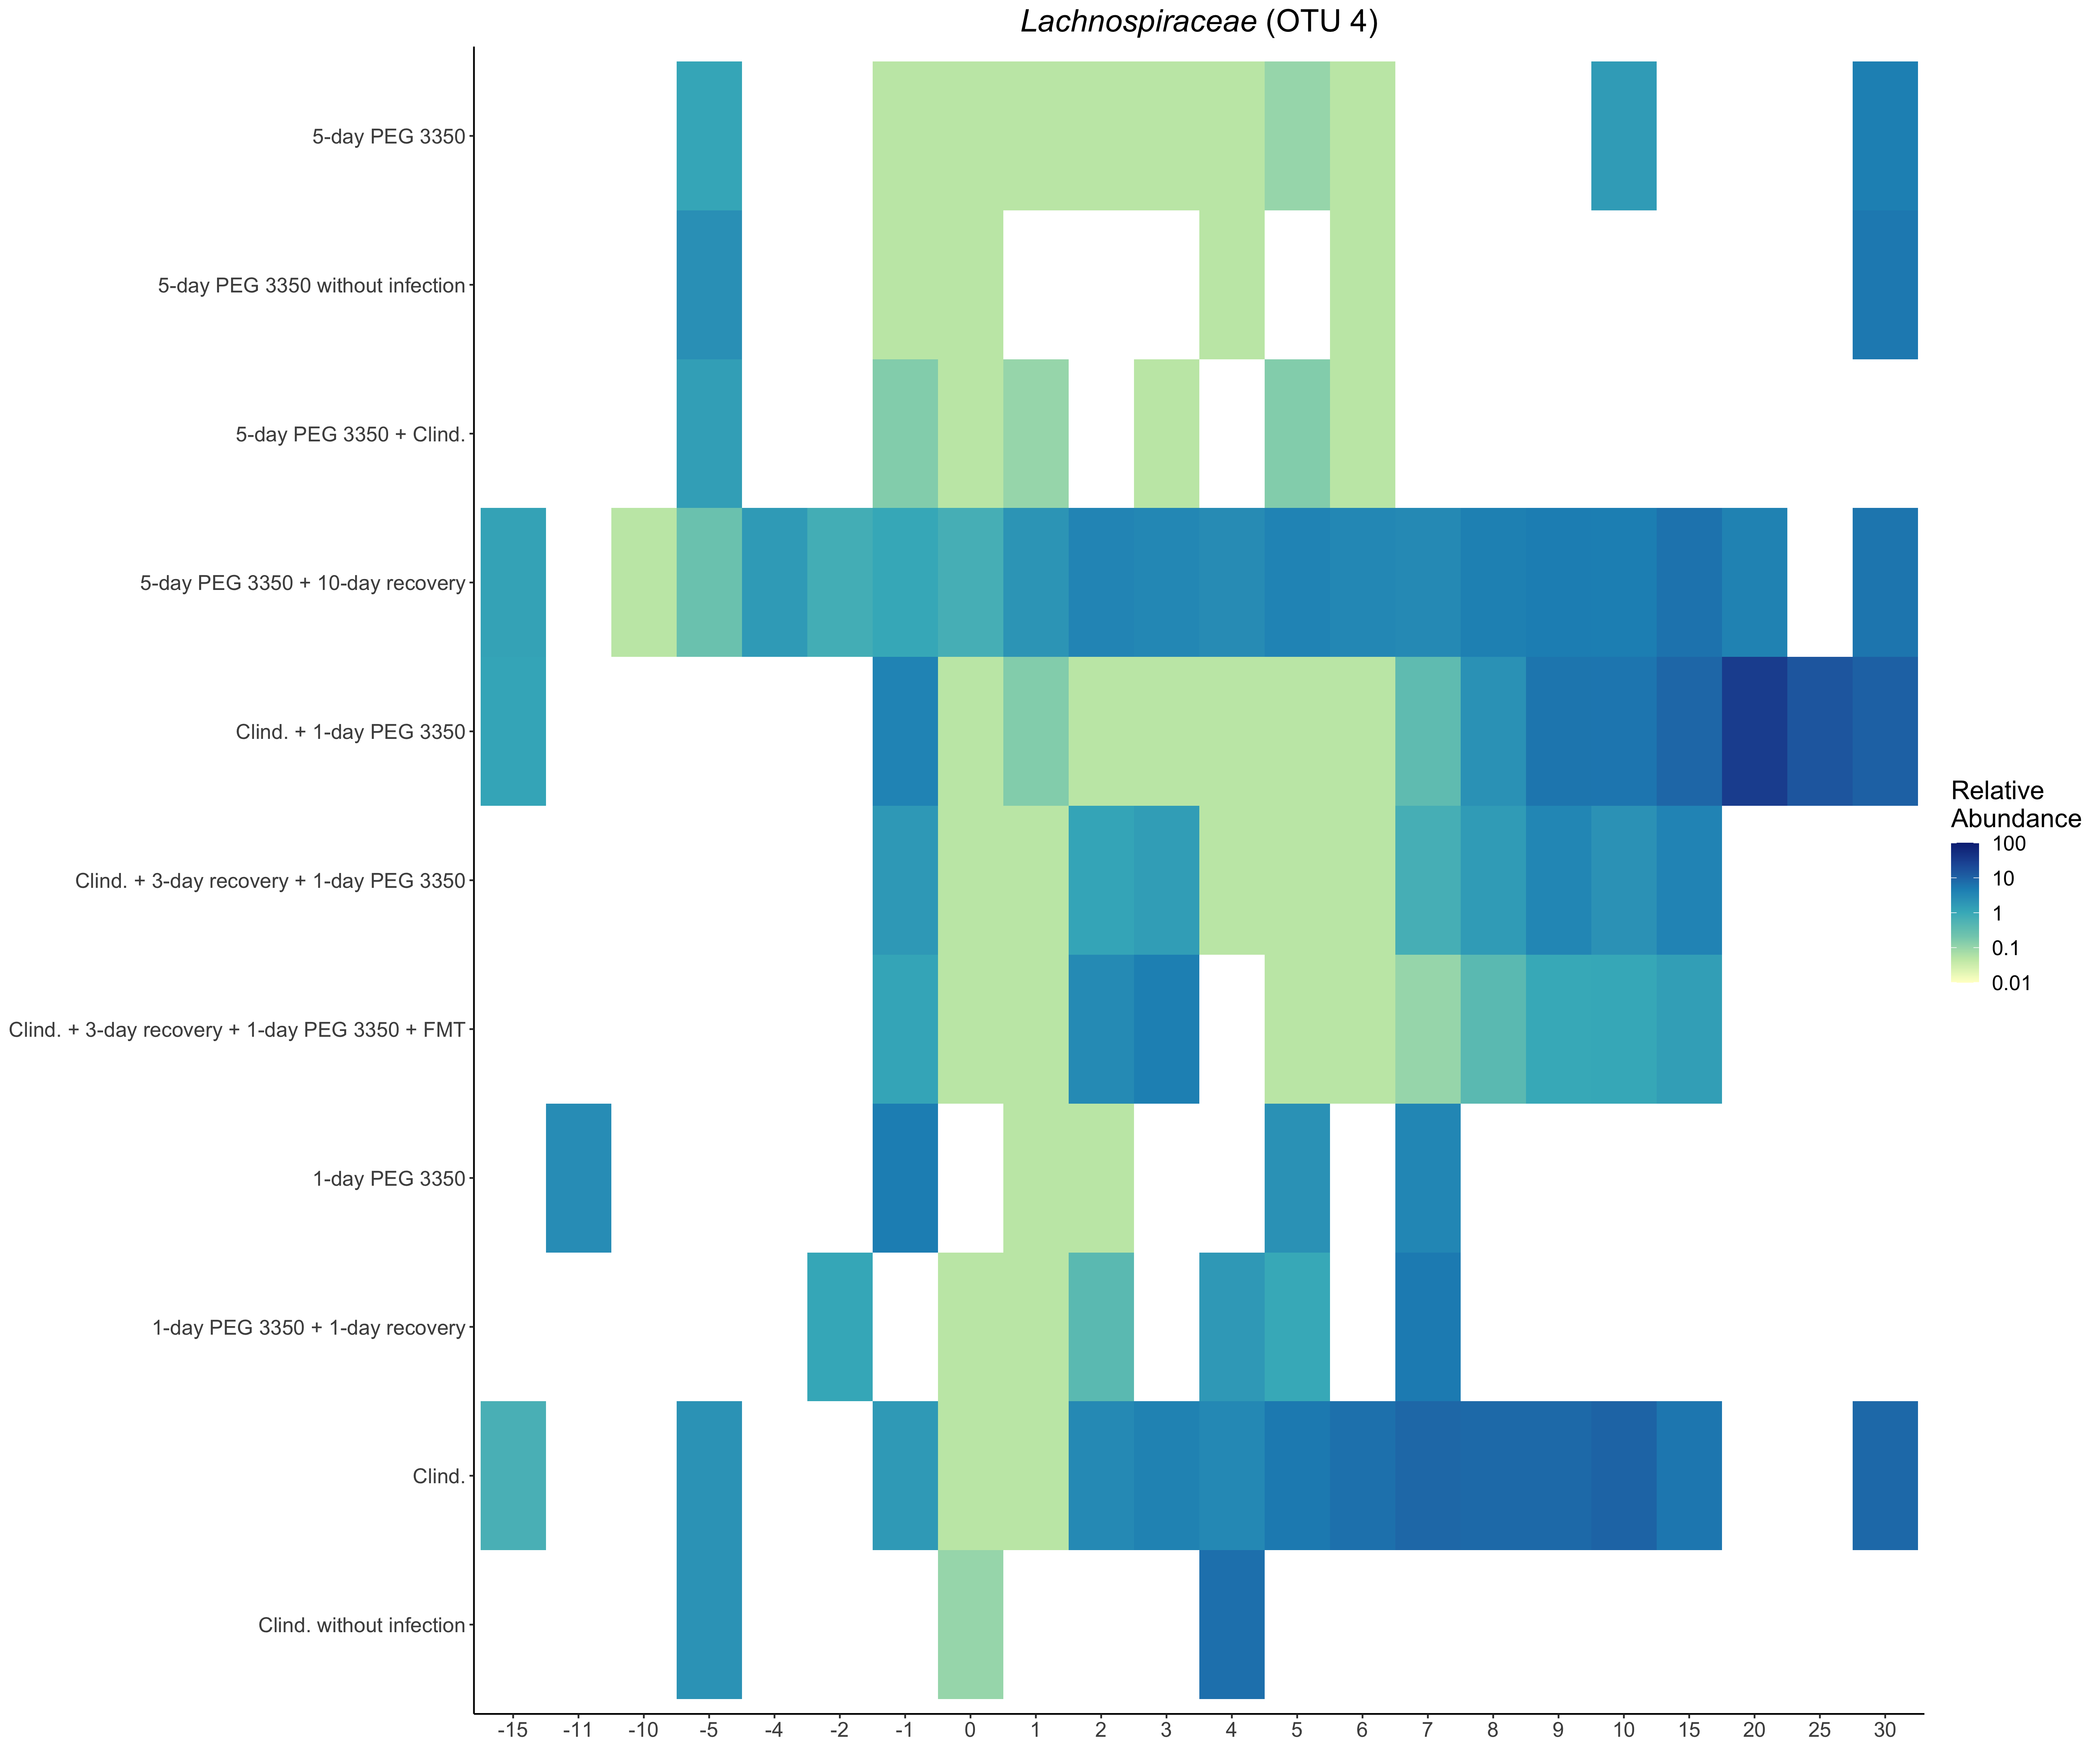 Lachnospiraceae (OTU 4)
5-day PEG 3350
5-day PEG 3350 without infection
5-day PEG 3350 + Clind.
5-day PEG 3350 + 10-day recovery
Clind. + 1-day PEG 3350
Clind. + 3-day recovery + 1-day PEG 3350
Clind. + 3-day recovery + 1-day PEG 3350 + FMT
1-day PEG 3350
1-day PEG 3350 + 1-day recovery
Clind.
Clind. without infection
-15 -11 -10 -5 -4 -2 -1 0 1 2 3 4 5 6 7 8 9 10 15 20 25 30
Relative
Abundance
100
10
1
0.1
0.01